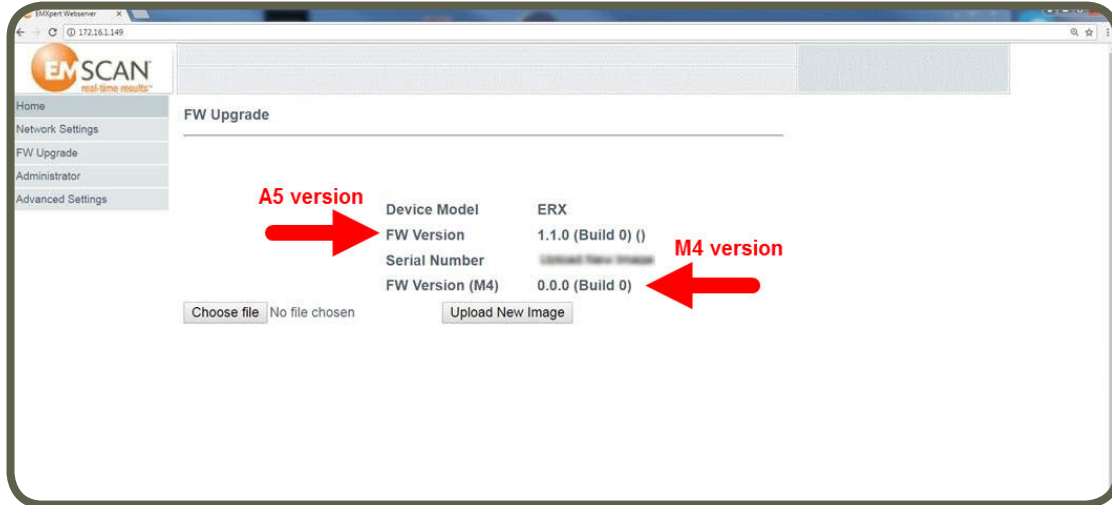 EMXpert Webserver
172.16.1.149
EMSCAN
real-time results™
Home
Network Settings
FW Upgrade
Administrator
Advanced Settings
FW Upgrade
A5 version
Device Model ERX
FW Version 1.1.0 (Build 0) ()
M4 version
Serial Number
FW Version (M4) 0.0.0 (Build 0)
Choose file No file chosen Upload New Image